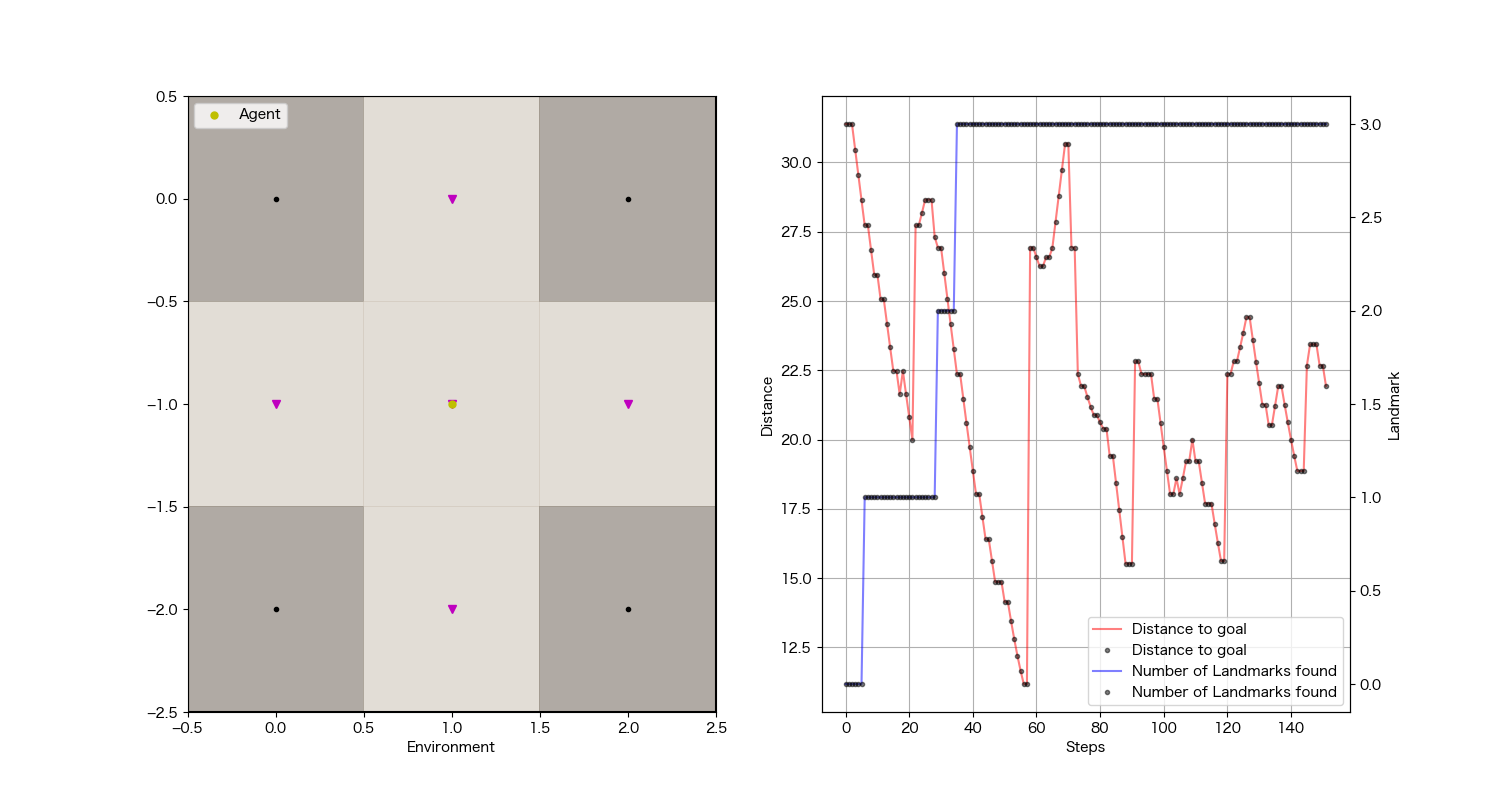 Agent
0.5
0.0
−0.5
−1.0
−1.5
−2.0
−2.5
−0.5 0.0 0.5 1.0 1.5 2.0 2.5
Environment
Distance
30.0
27.5
25.0
22.5
20.0
17.5
15.0
12.5
0 20 40 60 80 100 120 140
Steps
3.0
2.5
2.0
1.5
1.0
0.5
0.0
Landmark
Distance to goal
Distance to goal
Number of Landmarks found
Number of Landmarks found